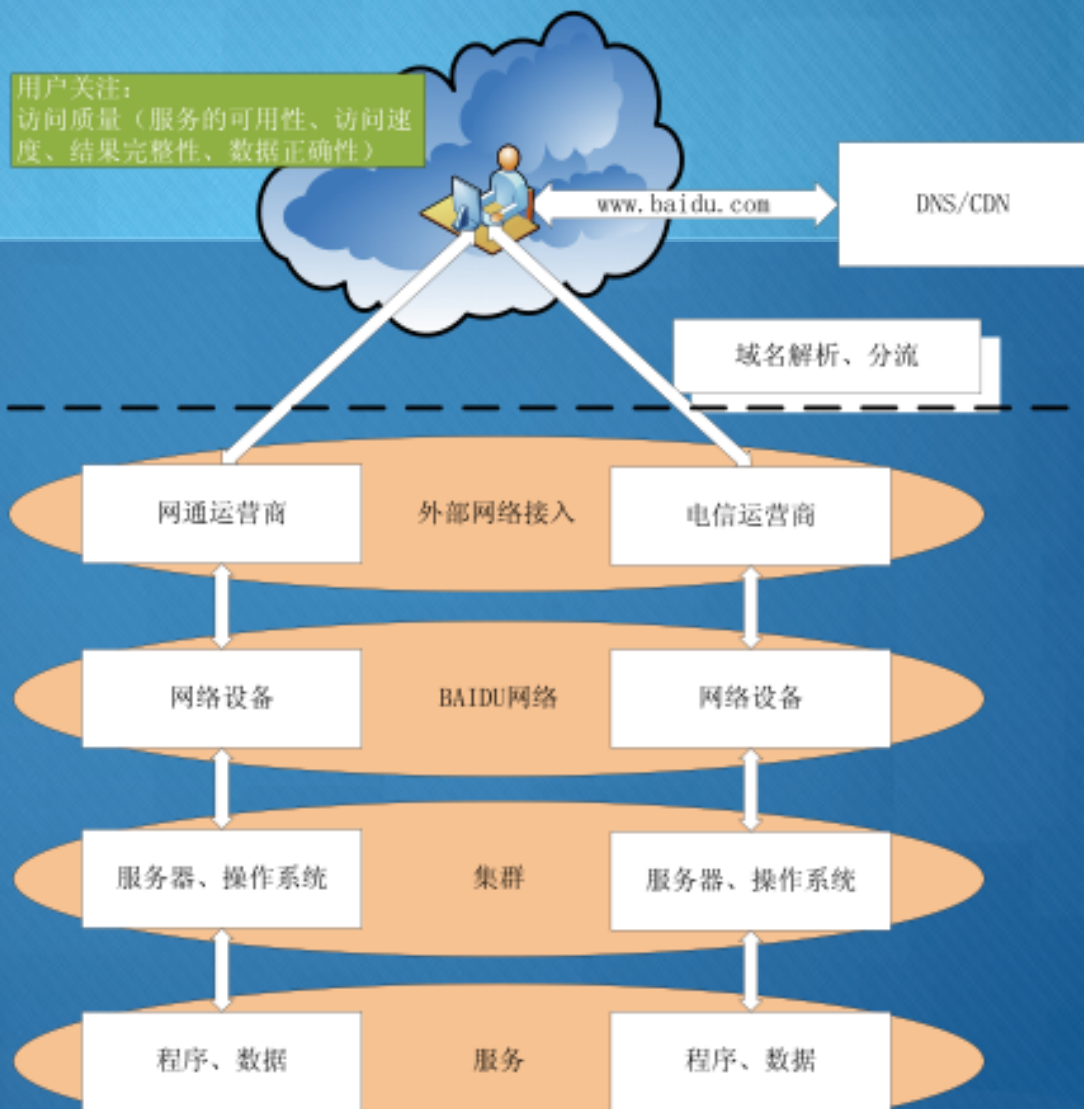 用户关注：
访问质量（服务的可用性、访问速
度、结果完整性、数据正确性）
www.baidu.com
DNS/CDN
域名解析、分流
网通运营商
外部网络接入
电信运营商
网络设备
BAIDU网络
网络设备
服务器、操作系统
集群
服务器、操作系统
程序、数据
服务
程序、数据